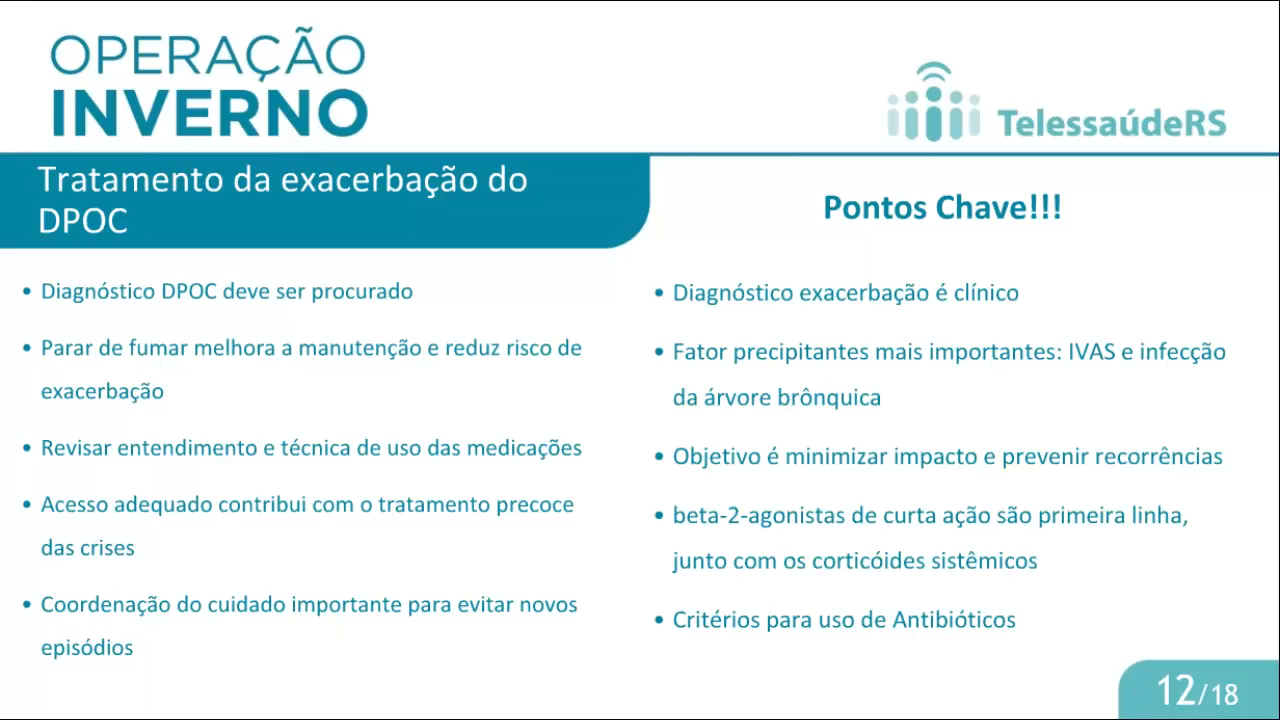 OPERAÇÃO
INVERNO
TelessaúdeRS
Tratamento da exacerbação do
DPOC
Pontos Chave!!!
• Diagnóstico DPOC deve ser procurado
• Parar de fumar melhora a manutenção e reduz risco de
exacerbação
• Revisar entendimento e técnica de uso das medicações
• Acesso adequado contribui com o tratamento precoce
das crises
• Coordenação do cuidado importante para evitar novos
episódios
• Diagnóstico exacerbação é clínico
• Fator precipitantes mais importantes: IVAS e infecção
da árvore brônquica
• Objetivo é minimizar impacto e prevenir recorrências
• beta-2-agonistas de curta ação são primeira linha,
junto com os corticóides sistêmicos
• Critérios para uso de Antibióticos
12/18